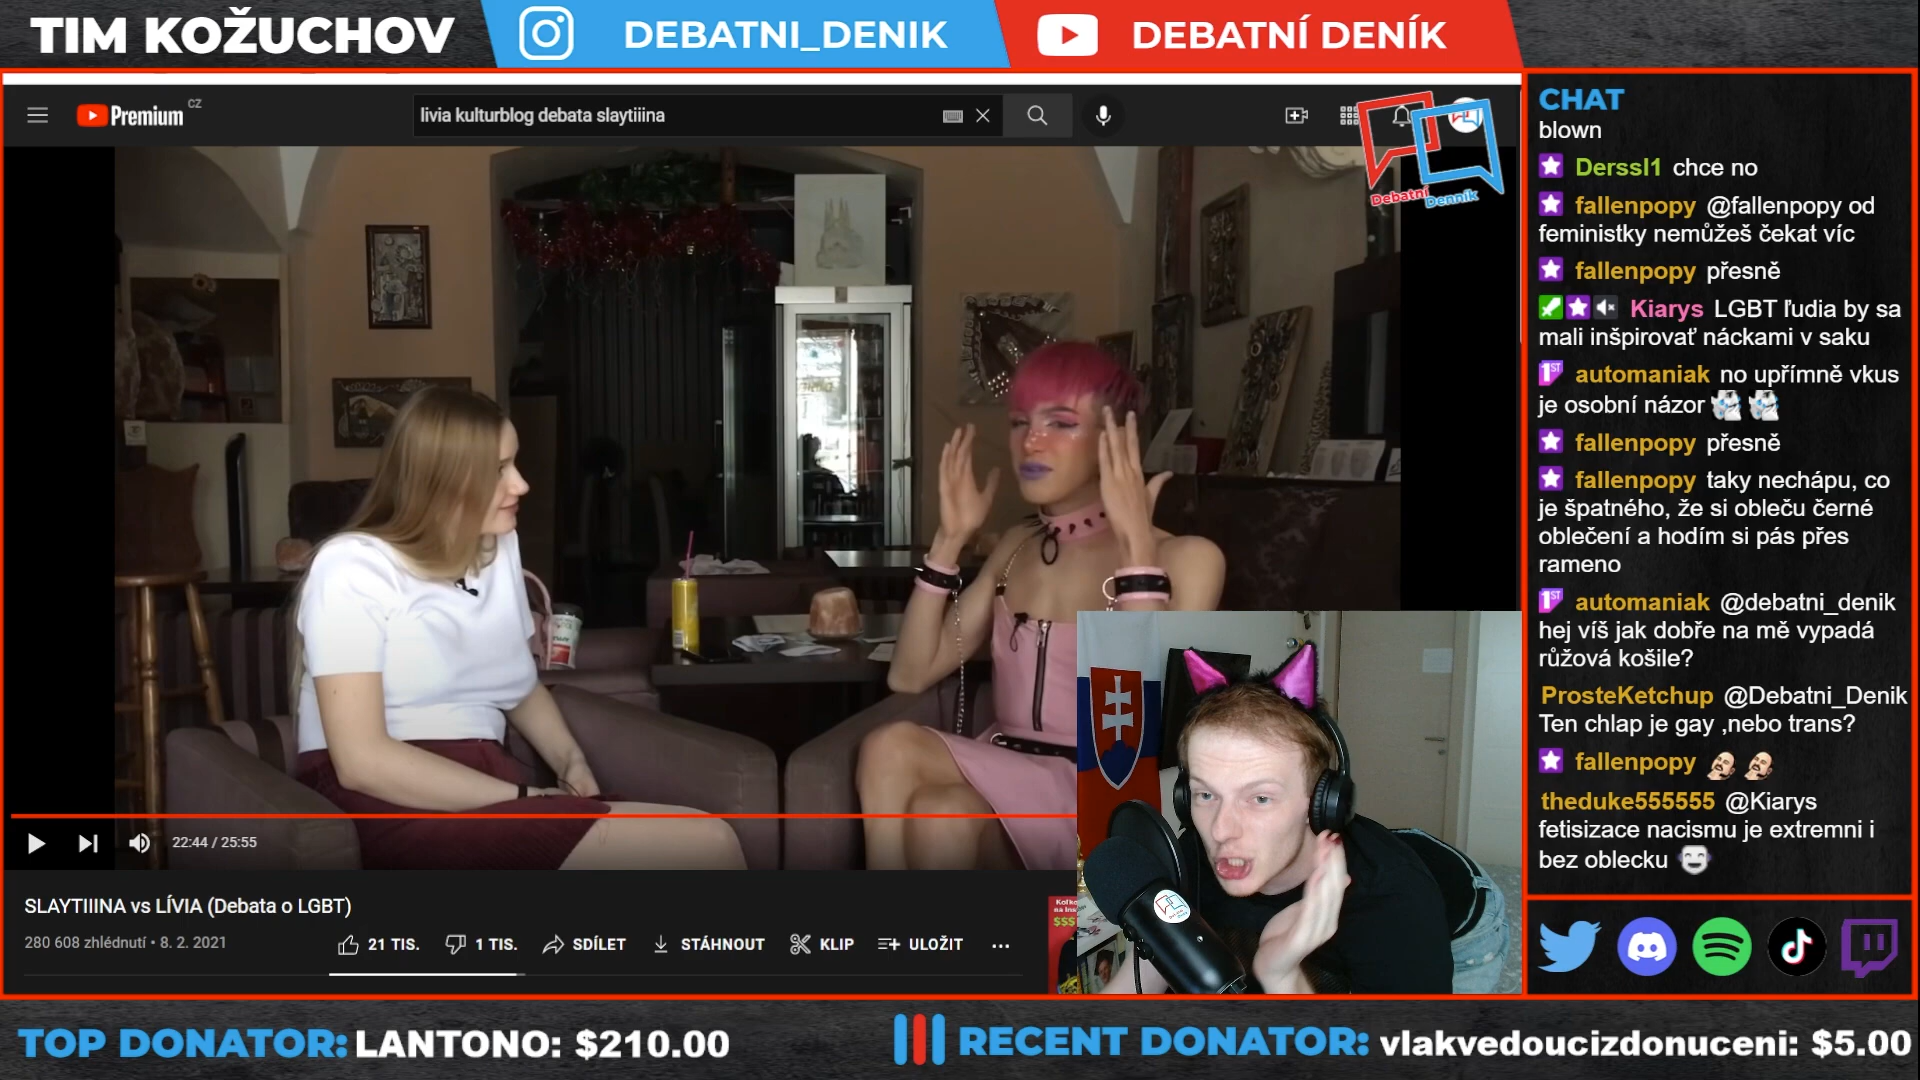 TIM KOŽUCHOV
DEBATNI_DENIK
DEBATNÍ DENÍK
Premium CZ
livia kulturblog debata slaytiiina
Debatní
Denník
CHAT
blown
Derssl1 chce no
fallenpopy @fallenpopy od
feministky nemůžeš čekat víc
fallenpopy přesně
Kiarys LGBT ľudia by sa
mali inšpirovať náckami v saku
1ST automaniak no upřímně vkus
je osobní názor
fallenpopy přesně
fallenpopy taky nechápu, co
je špatného, že si obleču černé
oblečení a hodím si pás přes
rameno
1ST automaniak @debatni_denik
hej víš jak dobře na mě vypadá
růžová košile?
ProsteKetchup @Debatni_Denik
Ten chlap je gay ,nebo trans?
fallenpopy
theduke555555 @Kiarys
fetisizace nacismu je extremni i
bez oblecku
22:44 / 25:55
SLAYTIIINA vs LÍVIA (Debata o LGBT)
280 608 zhlédnutí • 8. 2. 2021
21 TIS.
1 TIS.
SDÍLET
STÁHNOUT
KLIP
ULOŽIT
$$$
TOP DONATOR: LANTONO: $210.00
RECENT DONATOR: vlakvedoucizdonuceni: $5.00